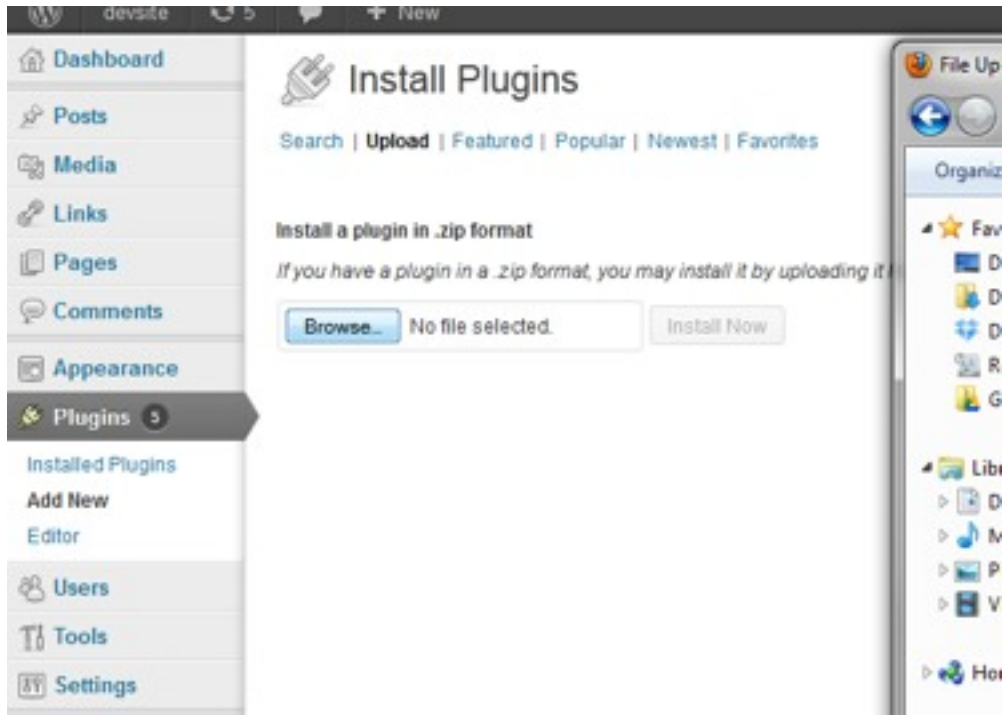 devsite 5 + New
Dashboard
Posts
Media
Links
Pages
Comments
Appearance
Plugins 5
Installed Plugins
Add New
Editor
Users
Tools
Settings
Install Plugins
Search | Upload | Featured | Popular | Newest | Favorites
Install a plugin in .zip format
If you have a plugin in a .zip format, you may install it by uploading it
Browse... No file selected. Install Now
File Up
Organiz
Fav
D
D
D
R
G
Libr
D
M
P
V
Hor